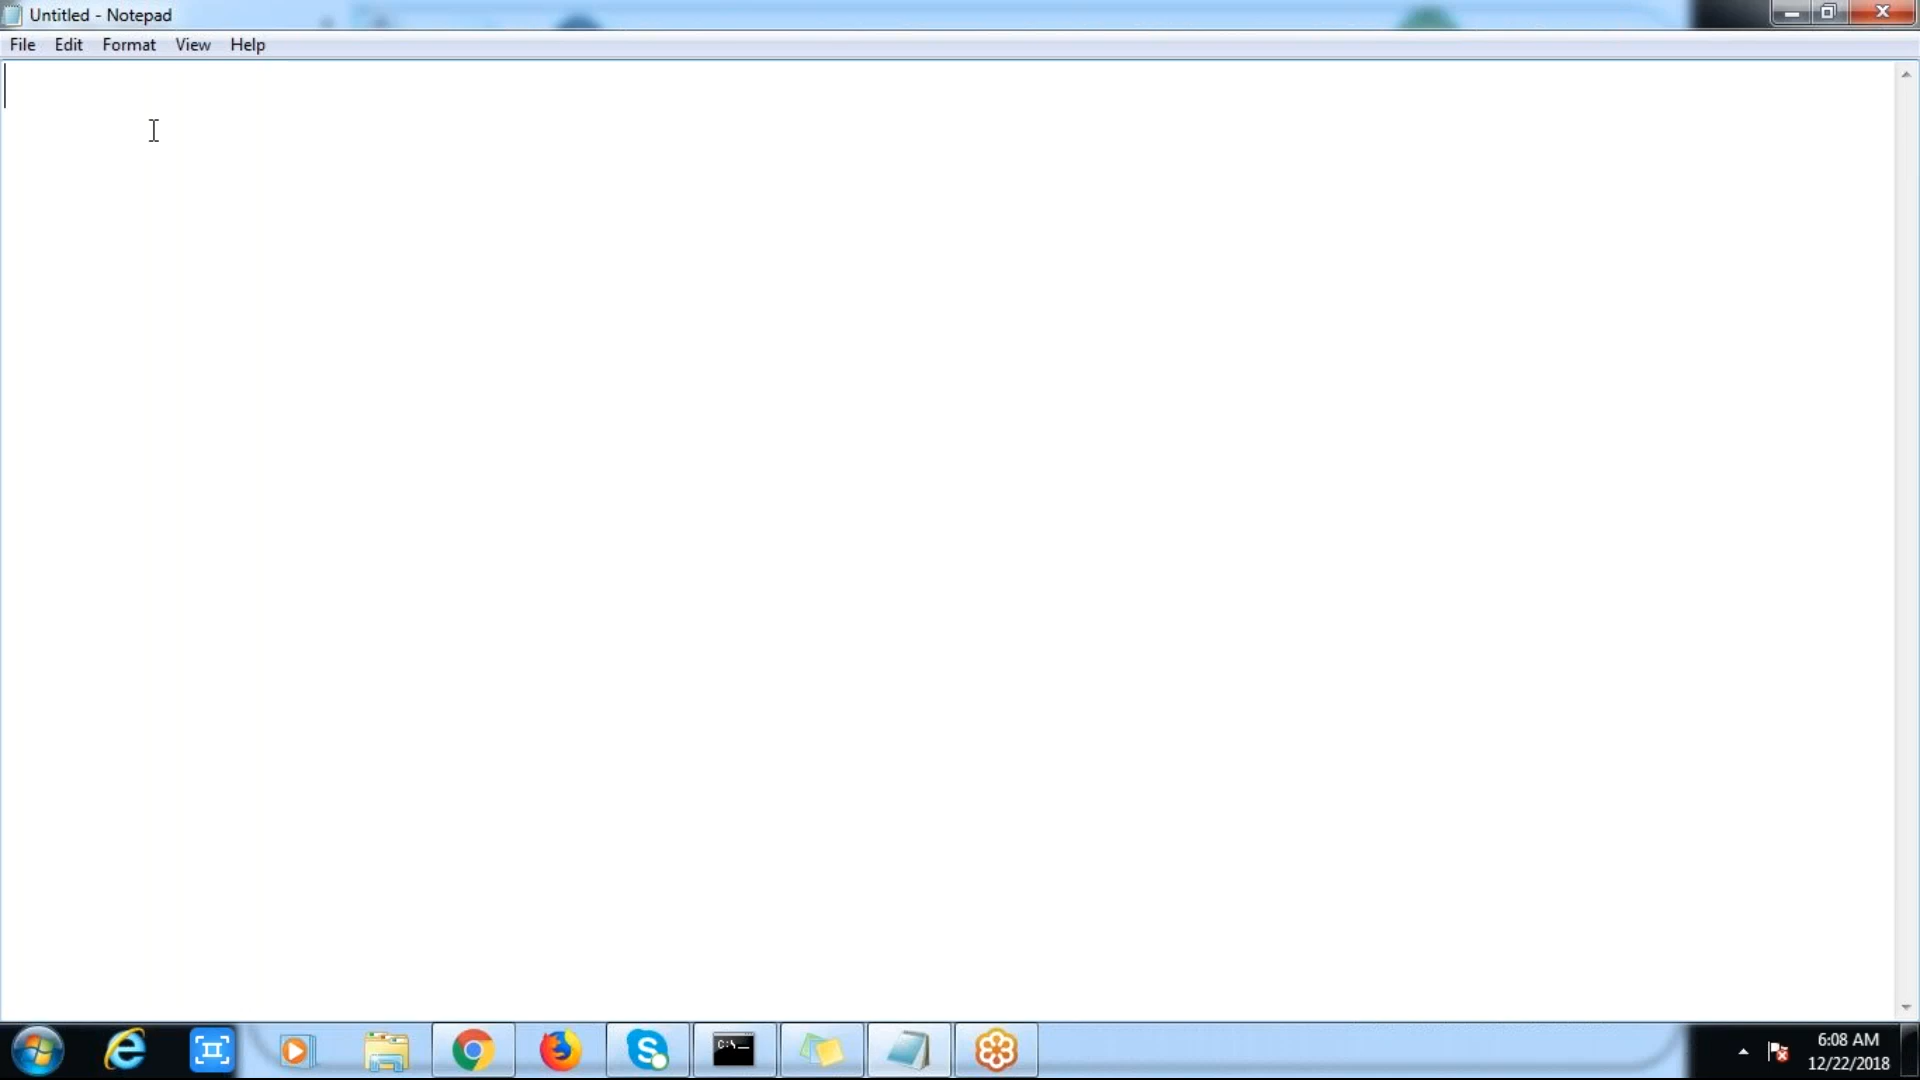 Untitled - Notepad
File Edit Format View Help
C:\_
6:08 AM
12/22/2018